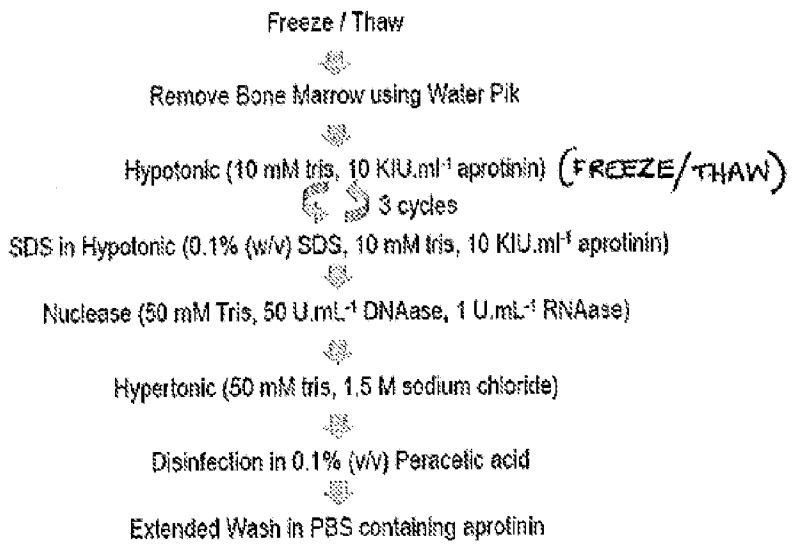 Freeze / Thaw
Remove Bone Marrow using Water Pik
Hypotonic (10 mM tris, 10 KIU.ml⁻¹ aprotinin) (FREEZE/THAW)
3 cycles
SDS in Hypotonic (0.1% (w/v) SDS, 10 mM tris, 10 KIU.ml⁻¹ aprotinin)
Nuclease (50 mM Tris, 50 U.mL⁻¹ DNAase, 1 U.mL⁻¹ RNAase)
Hypertonic (50 mM tris, 1.5 M sodium chloride)
Disinfection in 0.1% (v/v) Peracetic acid
Extended Wash in PBS containing aprotinin